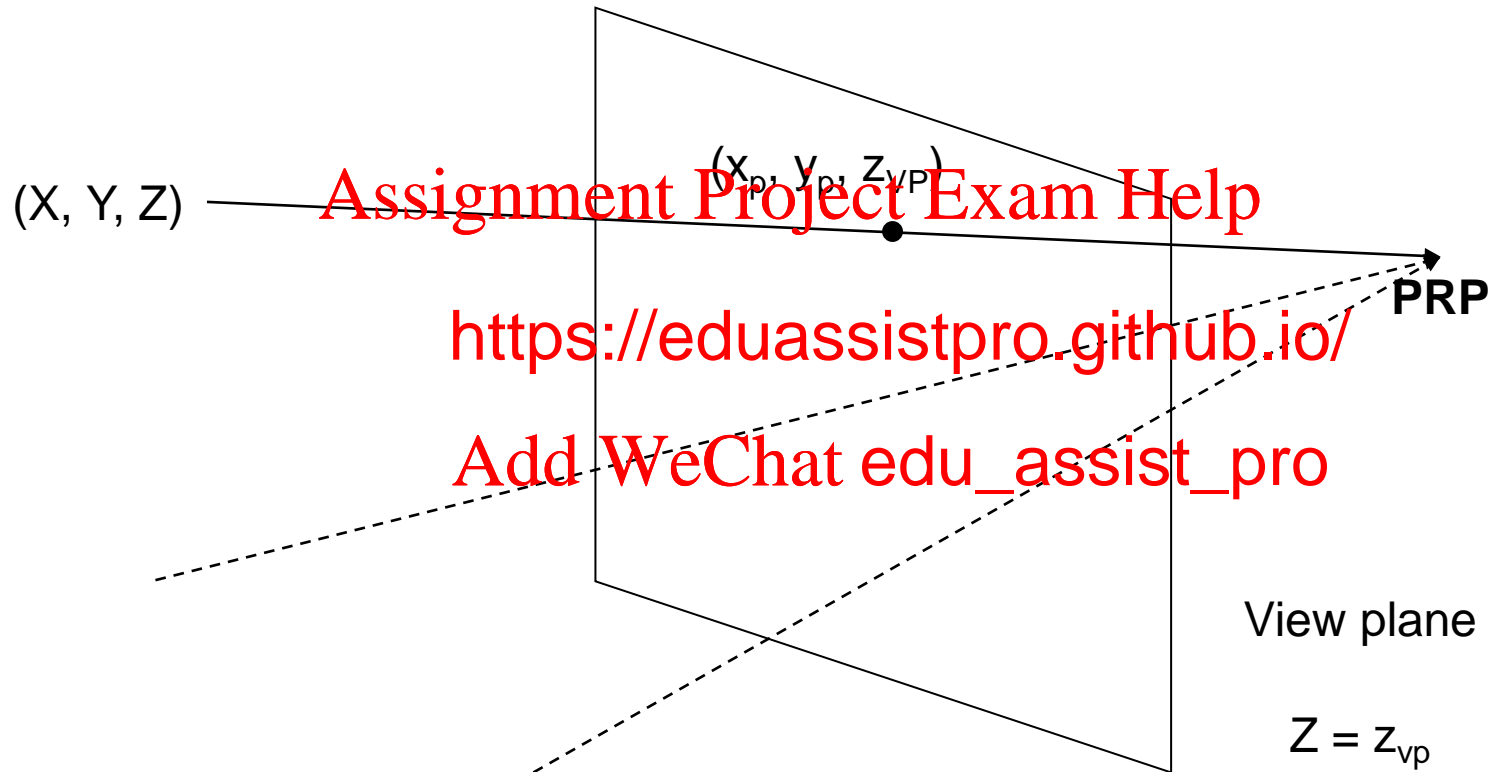 (xp, yp, zVP)
(X, Y, Z)
Assignment Project Exam Help
PRP
https://eduassistpro.github.io/
Add WeChat edu_assist_pro
View plane
Z = zvp